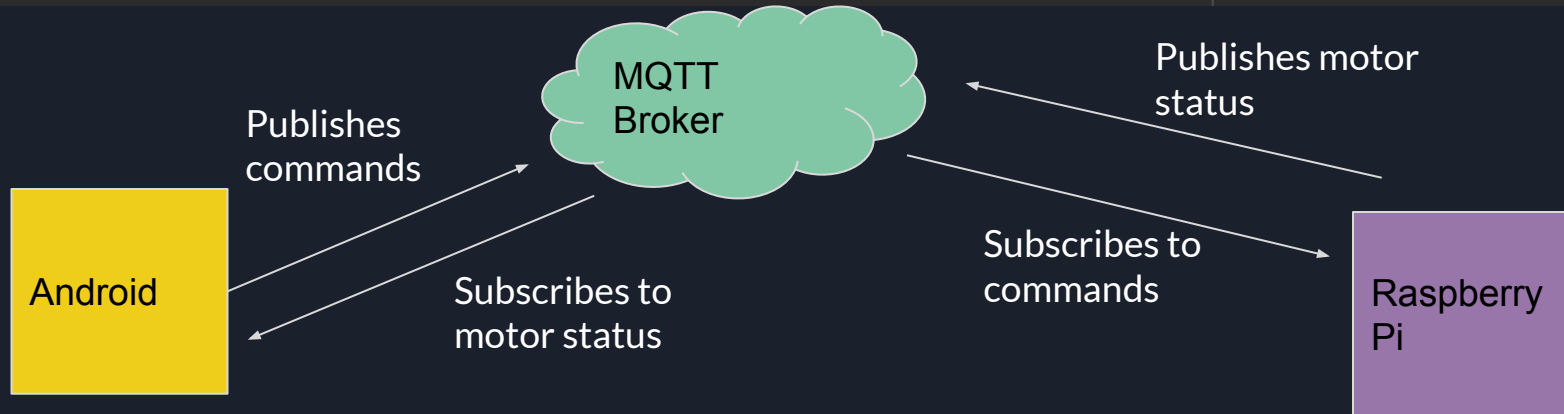 MQTT
Broker
Publishes motor
status
Publishes
commands
Subscribes to
commands
Android
Subscribes to
motor status
Raspberry
Pi